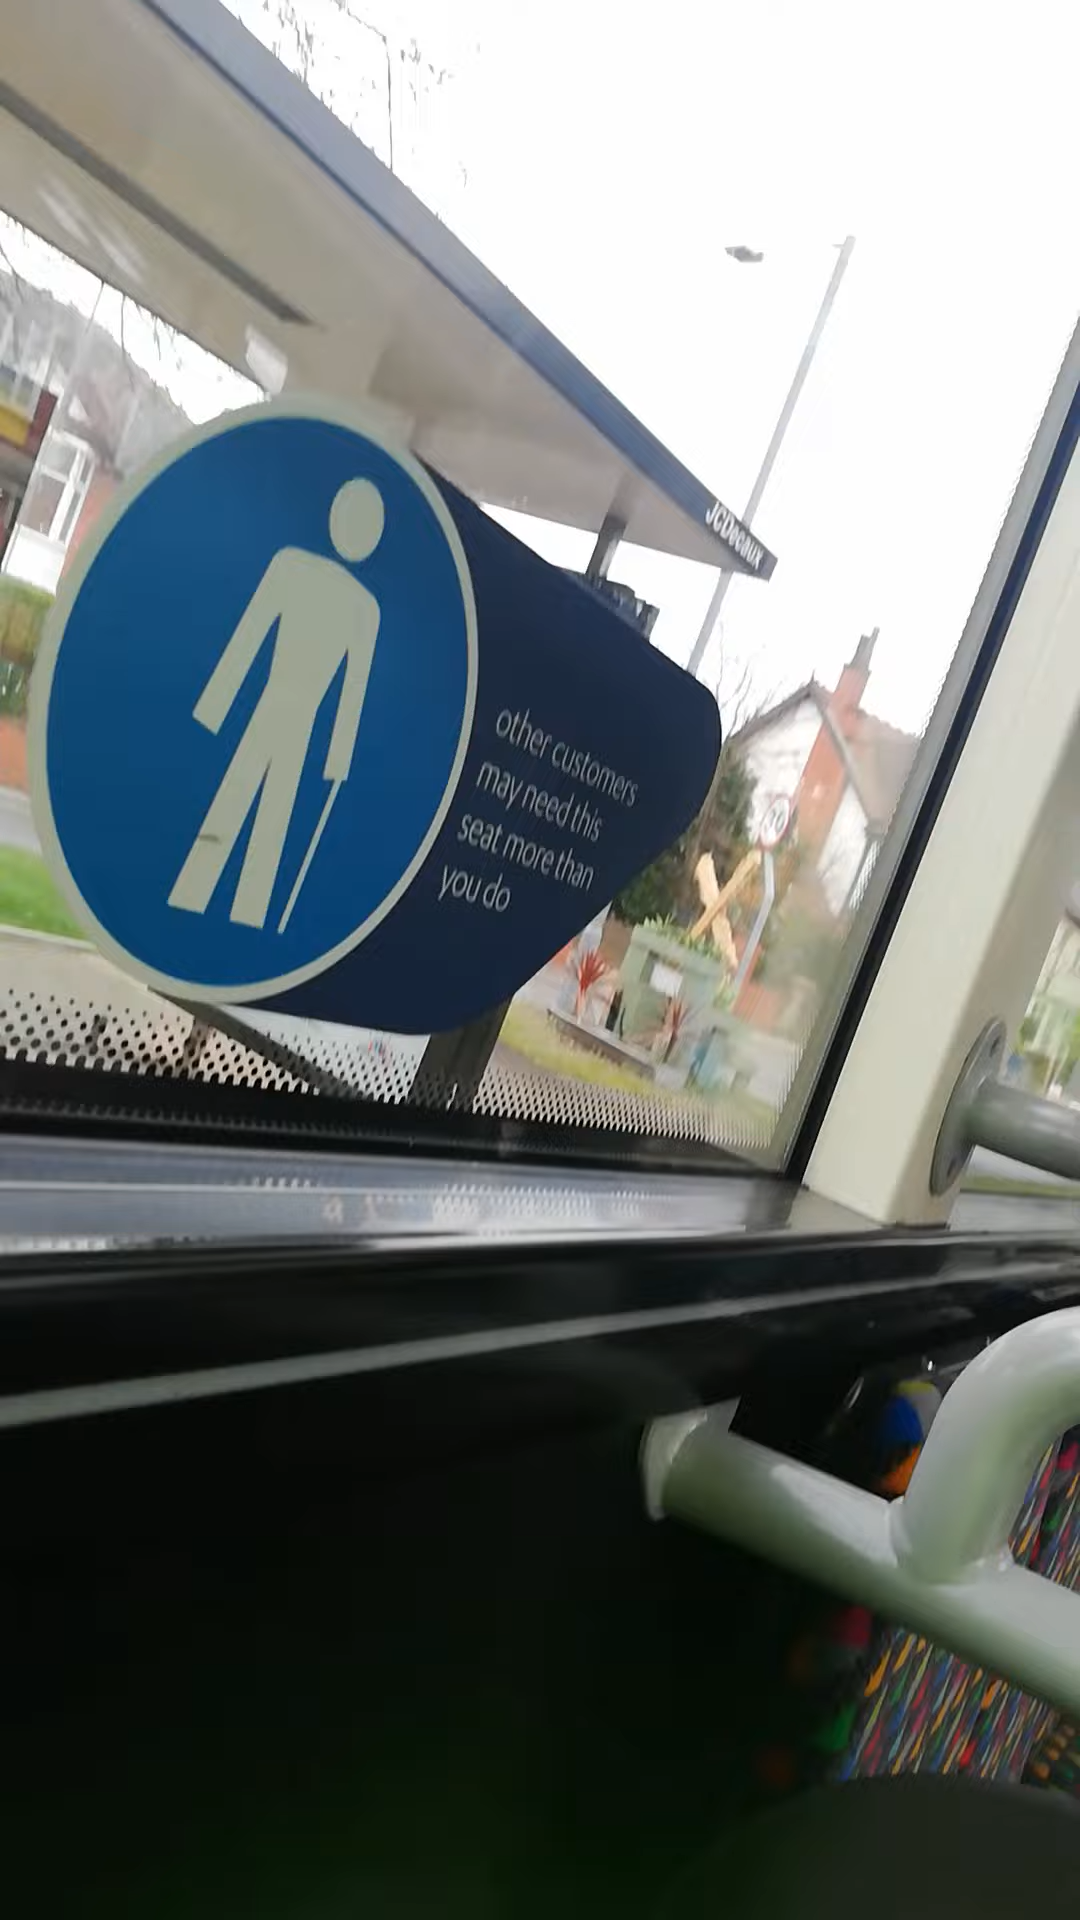 JCDecaux
other customers
may need this
seat more than
you do